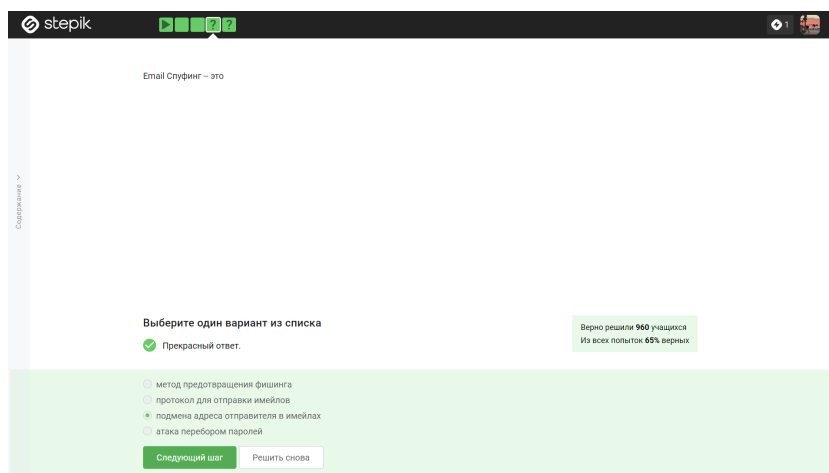 stepik
? ?
1
Содержание
Email Спуфинг – это
Выберите один вариант из списка
Прекрасный ответ.
Верно решили 960 учащихся
Из всех попыток 65% верных
метод предотвращения фишинга
протокол для отправки имейлов
подмена адреса отправителя в имейлах
атака перебором паролей
Следующий шаг
Решить снова